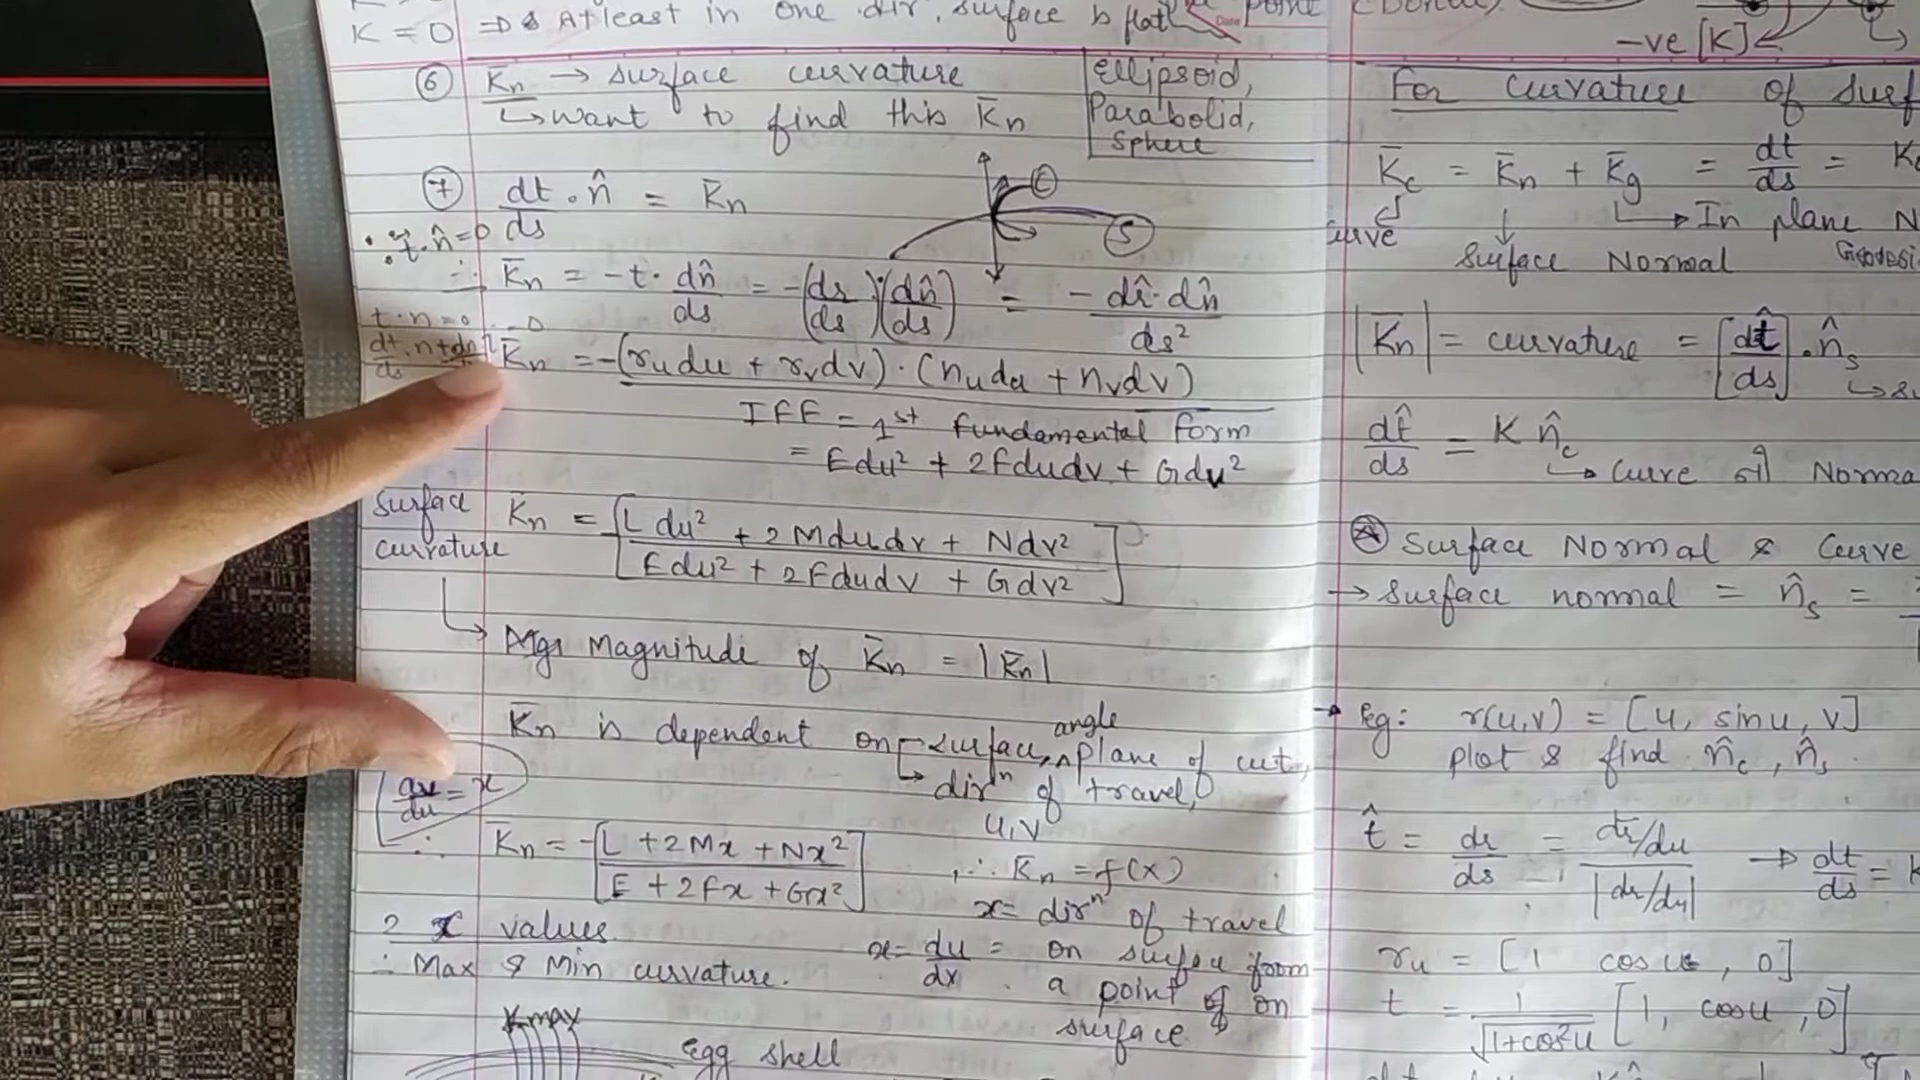 K = 0 ⇒ Atleast in one dir, surface is flat
⑥ K̄n → surface curvature
↳ want to find this K̄n
Ellipsoid,
Parabolid,
Sphere
⑦ dt/ds · n̂ = K̄n
C
S
∵ t·n̂=0
∴ K̄n = -t · dn̂/ds = -(dr/ds)·(dn̂/ds) = -dr̂·dn̂/ds²
t·n=0
K̄n = -(rudu + rvdv) · (nudu + nvdv)
IFF = 1st fundamental form
= Edu² + 2Fdudv + Gdv²
surface curvature
K̄n = [Ldu² + 2Mdudv + Ndv² / Edu² + 2Fdudv + Gdv²]
↳ Magnitude of K̄n = |K̄n|
K̄n is dependent on surface, angle plane of cut,
↳ dirⁿ of travel,
u,v
/du = x
∴ K̄n = -[L + 2Mx + Nx² / E + 2Fx + Gx²] ∴ K̄n = f(x)
x = dirⁿ of travel
2 x values
∴ Max & Min curvature.
x = du/dx = on surface from
a point on
surface
Kmax
Egg shell
-ve [K]
For curvature of Surf
K̄c = K̄n + K̄g = dt/ds =
curve
↳ In plane N
Surface Normal
|K̄n| = curvature = [dt̂/ds] · n̂s
dt̂/ds = K n̂c
↳ Curve Norma
Surface Normal & Curve
→ Surface normal = n̂s =
→ Eg: r(u,v) = [u, sinu, v]
plot & find n̂c, n̂s.
t̂ = dr/ds = dr/du / |dr/du| → dt/ds = K
ru = [1 cosu, 0]
t = 1/√1+cos²u [1, cosu, 0]